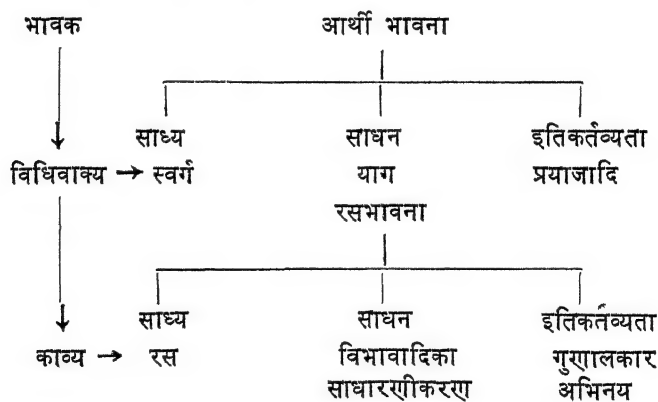 भावक आर्थी भावना
साध्य साधन इतिकर्तव्यता
विधिवाक्य → स्वर्ग याग प्रयाजादि
रसभावना
साध्य साधन इतिकर्तव्यता
काव्य → रस विभावादिका गुणालकार
साधारणीकरण अभिनय